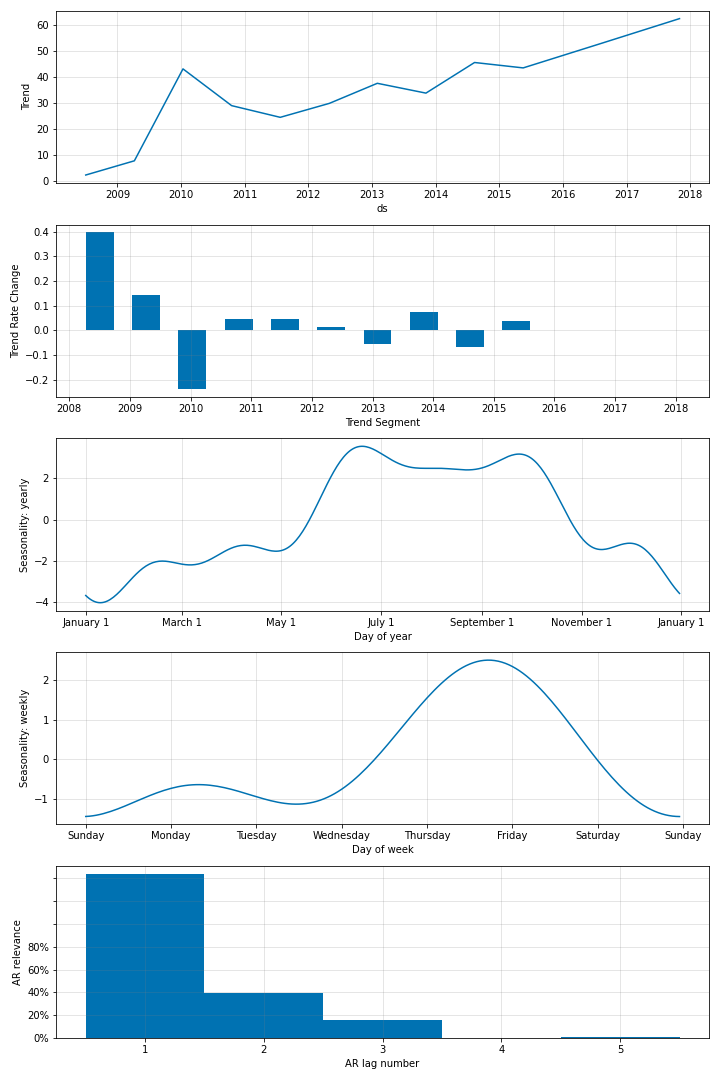 60
50
40
30
20
10
0
Trend
2009 2010 2011 2012 2013 2014 2015 2016 2017 2018
ds
0.4
0.3
0.2
0.1
0.0
−0.1
−0.2
Trend Rate Change
2008 2009 2010 2011 2012 2013 2014 2015 2016 2017 2018
Trend Segment
2
0
−2
−4
Seasonality: yearly
January 1 March 1 May 1 July 1 September 1 November 1 January 1
Day of year
2
1
0
−1
Seasonality: weekly
Sunday Monday Tuesday Wednesday Thursday Friday Saturday Sunday
Day of week
80%
60%
40%
20%
0%
AR relevance
1 2 3 4 5
AR lag number